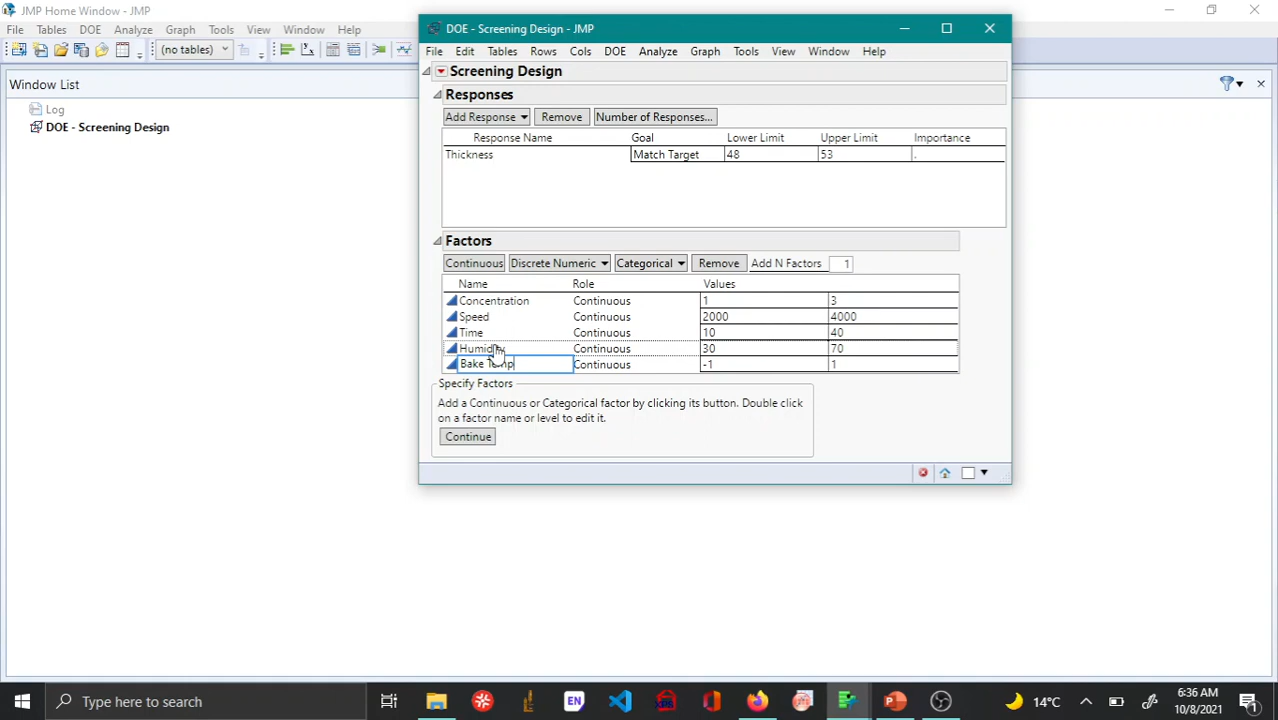 JMP Home Window - JMP
File Tables DOE Analyze Graph Tools View Window Help
(no tables)
Window List
Log
DOE - Screening Design
DOE - Screening Design - JMP
File Edit Tables Rows Cols DOE Analyze Graph Tools View Window Help
Screening Design
Responses
Add Response Remove Number of Responses...
Response Name Goal Lower Limit Upper Limit Importance
Thickness Match Target 48 53 .
Factors
Continuous Discrete Numeric Categorical Remove Add N Factors 1
Name Role Values
Concentration Continuous 1 3
Speed Continuous 2000 4000
Time Continuous 10 40
Humidity Continuous 30 70
Bake Temp Continuous -1 1
Specify Factors
Add a Continuous or Categorical factor by clicking its button. Double click
on a factor name or level to edit it.
Continue
Type here to search
EN
14°C
6:36 AM
10/8/2021
1